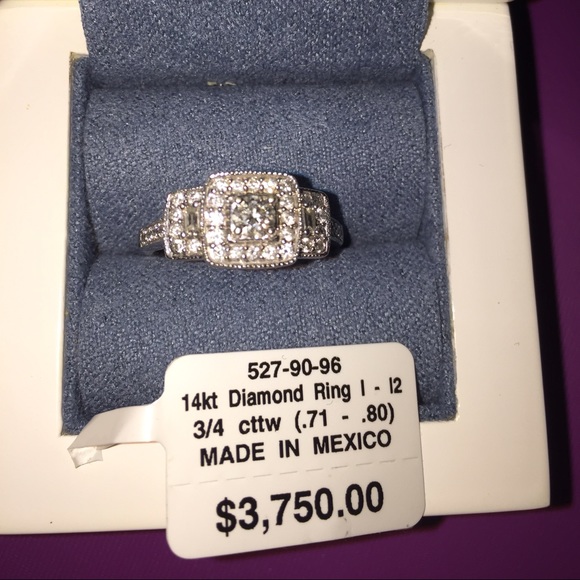 527-90-96
14kt Diamond Ring I - I2
3/4 cttw (.71 - .80)
MADE IN MEXICO
$3,750.00